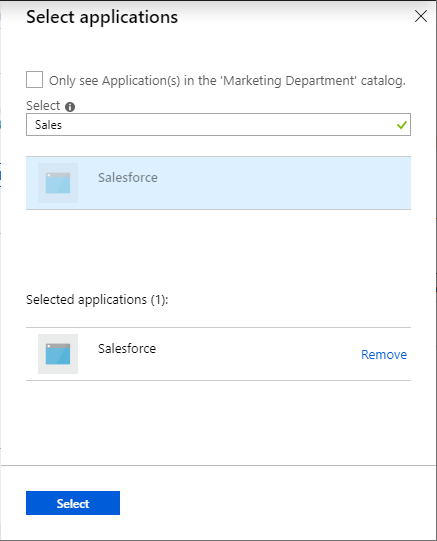 Select applications
Only see Application(s) in the 'Marketing Department' catalog.
Select
Sales
Salesforce
Selected applications (1):
Salesforce
Remove
Select